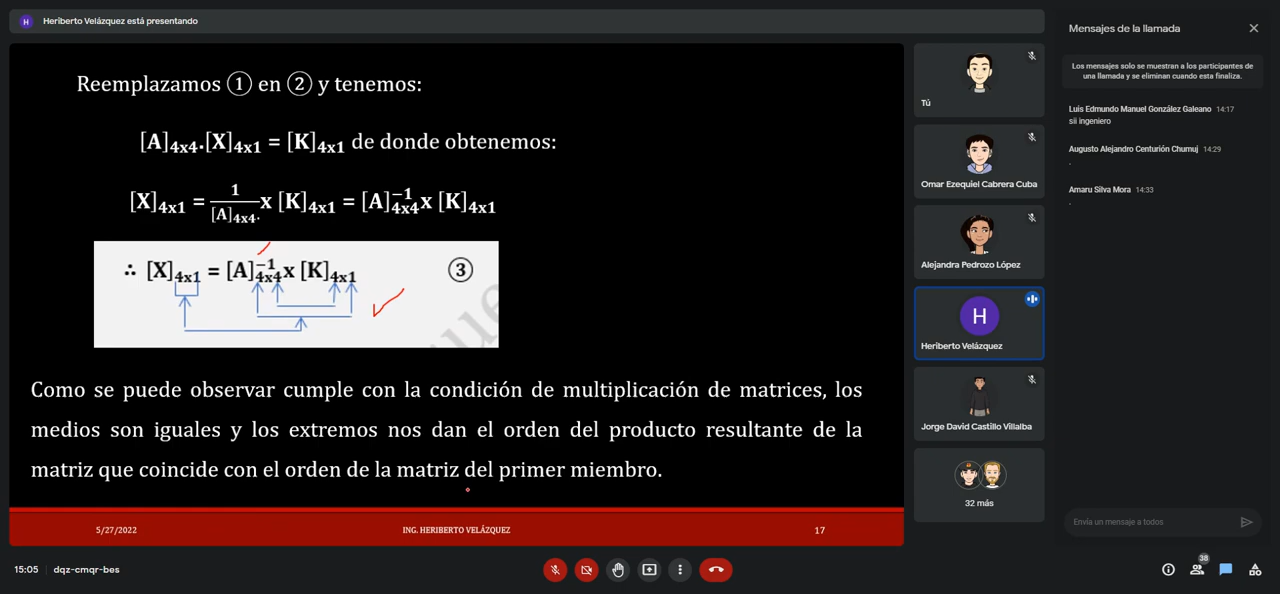 H Heriberto Velázquez está presentando
Reemplazamos ① en ② y tenemos:
[A]₄ₓ₄.[X]₄ₓ₁ = [K]₄ₓ₁ de donde obtenemos:
[X]₄ₓ₁ = 1/[A]₄ₓ₄. x [K]₄ₓ₁ = [A]₄ₓ₄⁻¹ x [K]₄ₓ₁
∴ [X]₄ₓ₁ = [A]₄ₓ₄⁻¹ x [K]₄ₓ₁ ③
Como se puede observar cumple con la condición de multiplicación de matrices, los
medios son iguales y los extremos nos dan el orden del producto resultante de la
matriz que coincide con el orden de la matriz del primer miembro.
5/27/2022 ING. HERIBERTO VELÁZQUEZ 17
Tú
Omar Ezequiel Cabrera Cuba
Alejandra Pedrozo López
H
Heriberto Velázquez
Jorge David Castillo Villalba
32 más
Mensajes de la llamada
Los mensajes solo se muestran a los participantes de
una llamada y se eliminan cuando esta finaliza.
Luis Edmundo Manuel González Galeano 14:17
sii ingeniero
Augusto Alejandro Centurión Chumuj 14:29
.
Amaru Silva Mora 14:33
.
Envía un mensaje a todos
15:05 | dqz-cmqr-bes
38